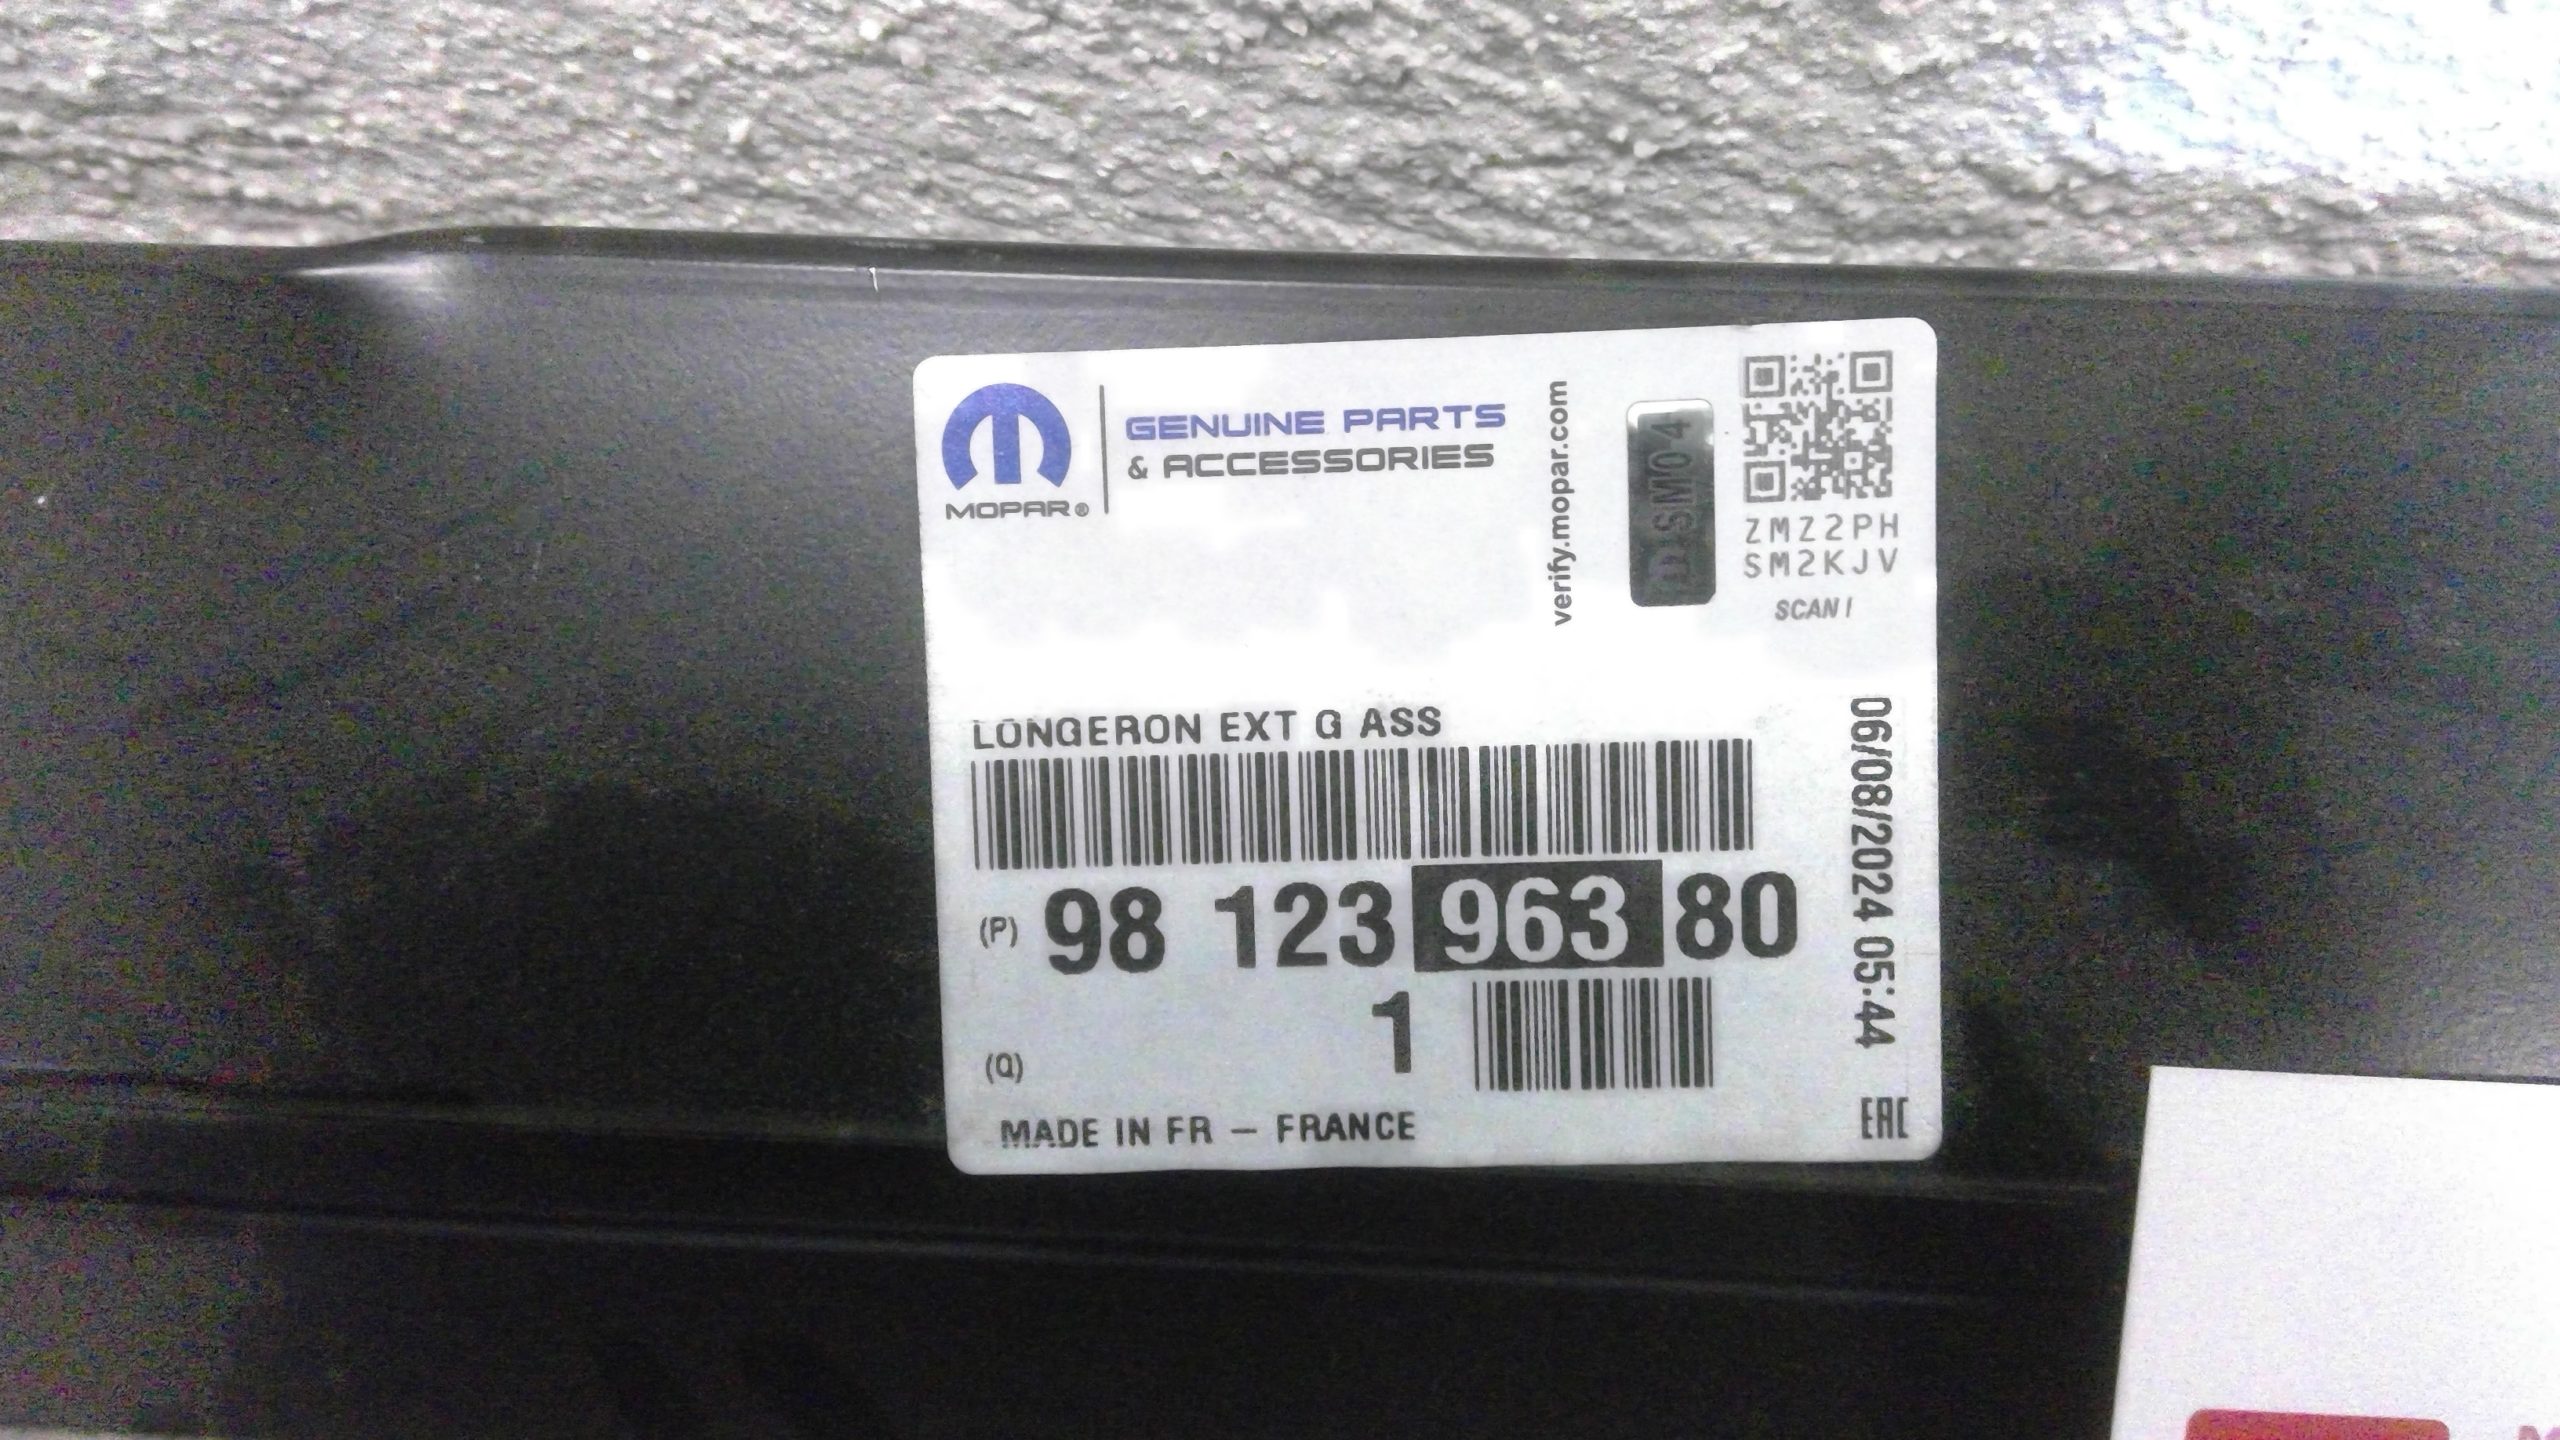 MOPAR®
GENUINE PARTS
& ACCESSORIES
verify.mopar.com
ZMZ2PH
SM2KJV
SCAN
LONGERON EXT G ASS
(P) 98 123 963 80
(Q) 1
MADE IN FR – FRANCE
06/08/2024 05:44
EAC